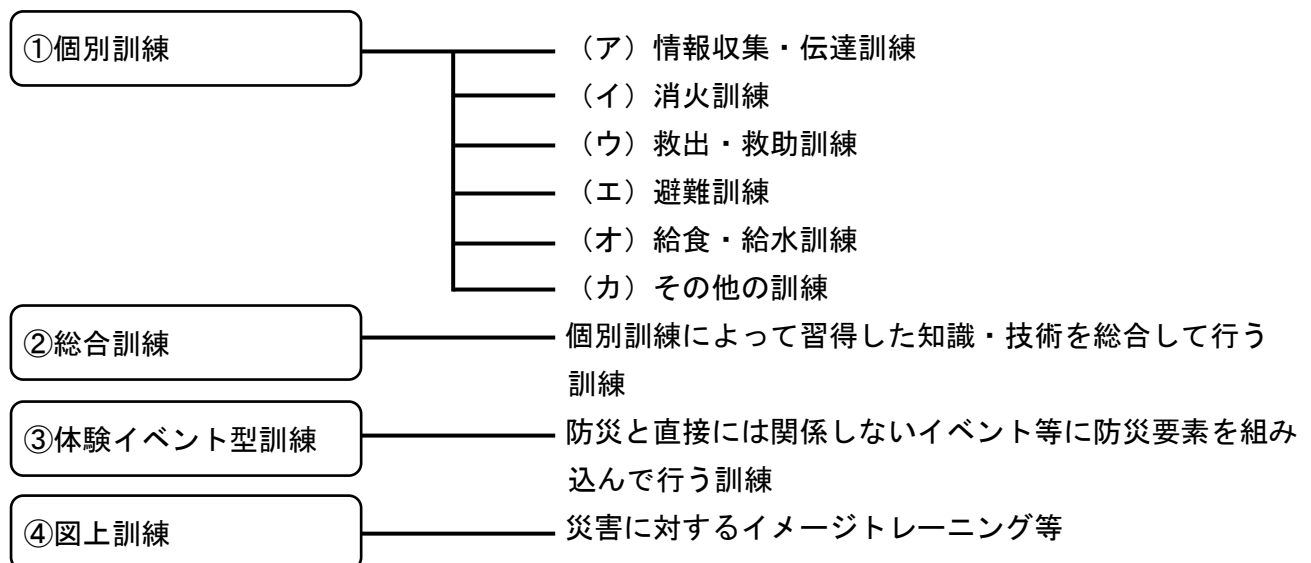 ①個別訓練
(ア)情報収集・伝達訓練
(イ)消火訓練
(ウ)救出・救助訓練
(エ)避難訓練
(オ)給食・給水訓練
(カ)その他の訓練
②総合訓練
個別訓練によって習得した知識・技術を総合して行う
訓練
③体験イベント型訓練
防災と直接には関係しないイベント等に防災要素を組み
込んで行う訓練
④図上訓練
災害に対するイメージトレーニング等